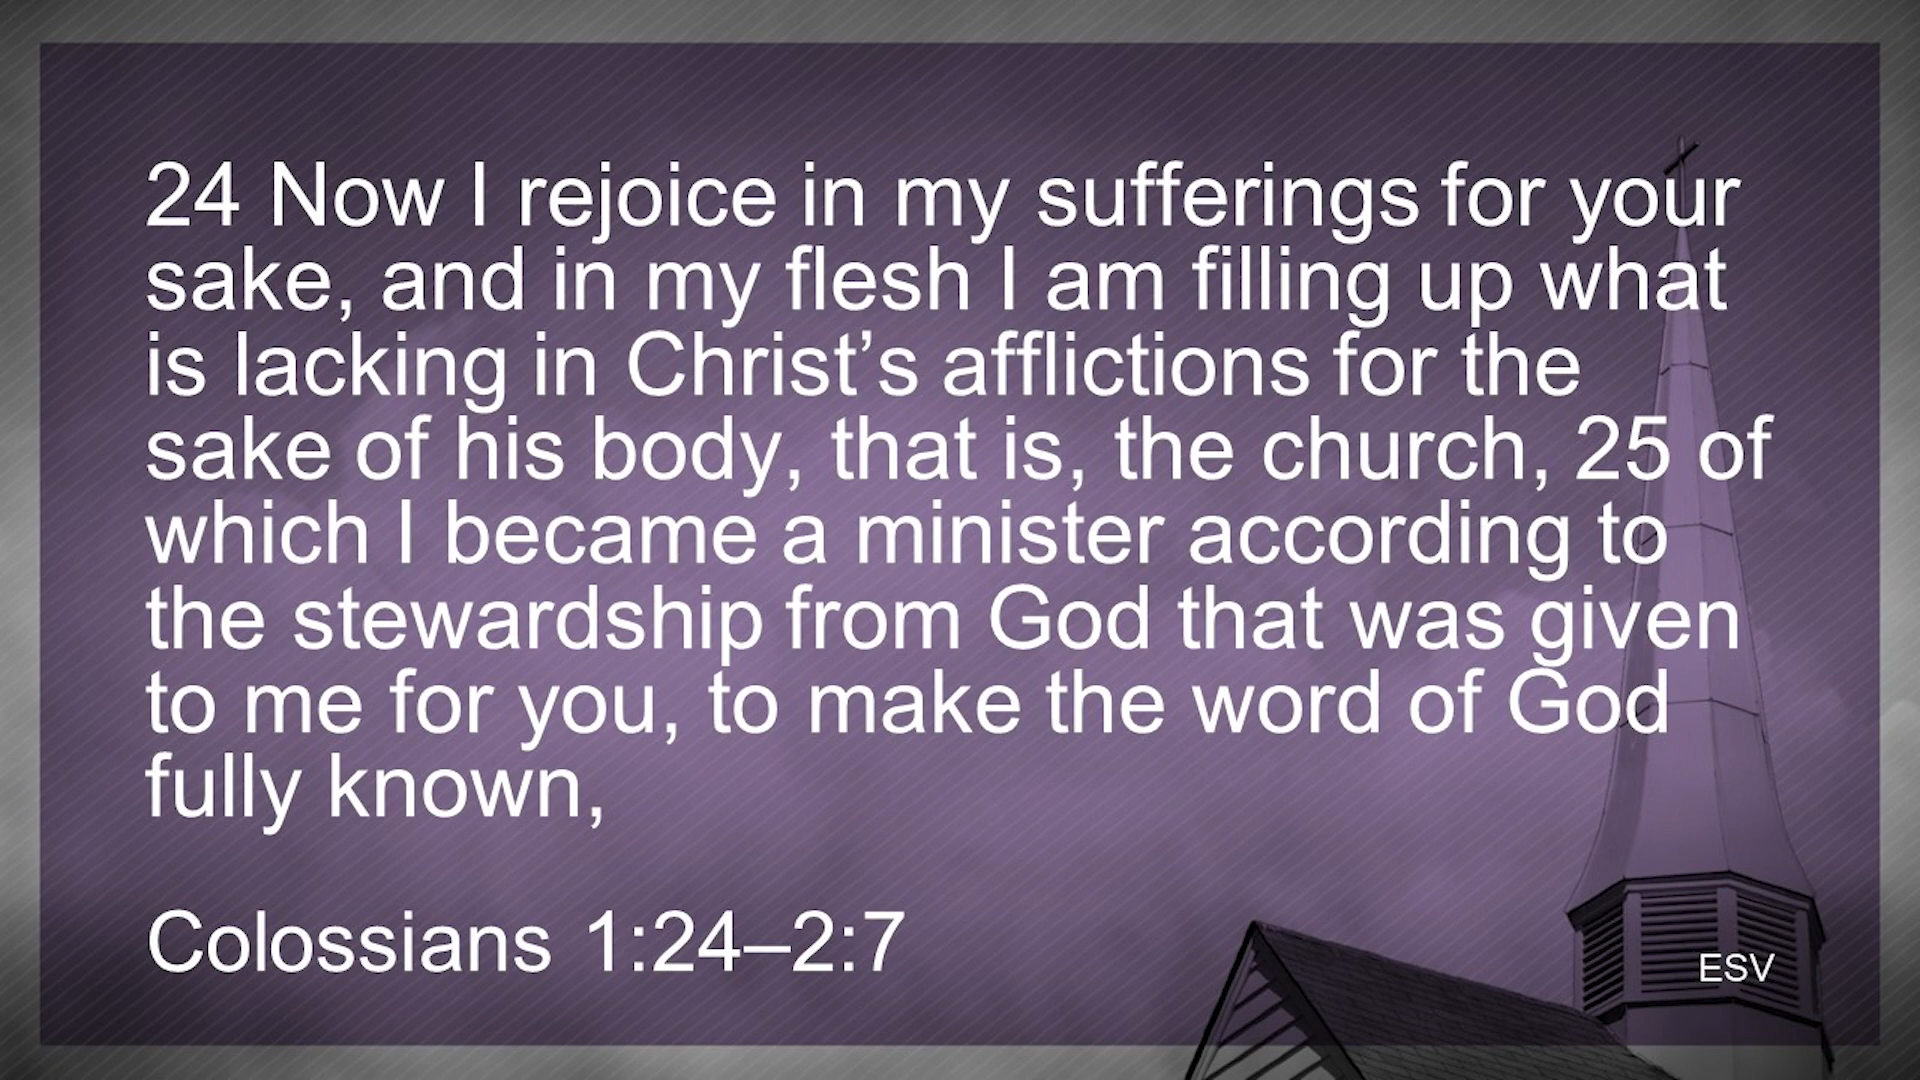 24 Now I rejoice in my sufferings for your
sake, and in my flesh I am filling up what
is lacking in Christ’s afflictions for the
sake of his body, that is, the church, 25 of
which I became a minister according to
the stewardship from God that was given
to me for you, to make the word of God
fully known,
Colossians 1:24–2:7
ESV